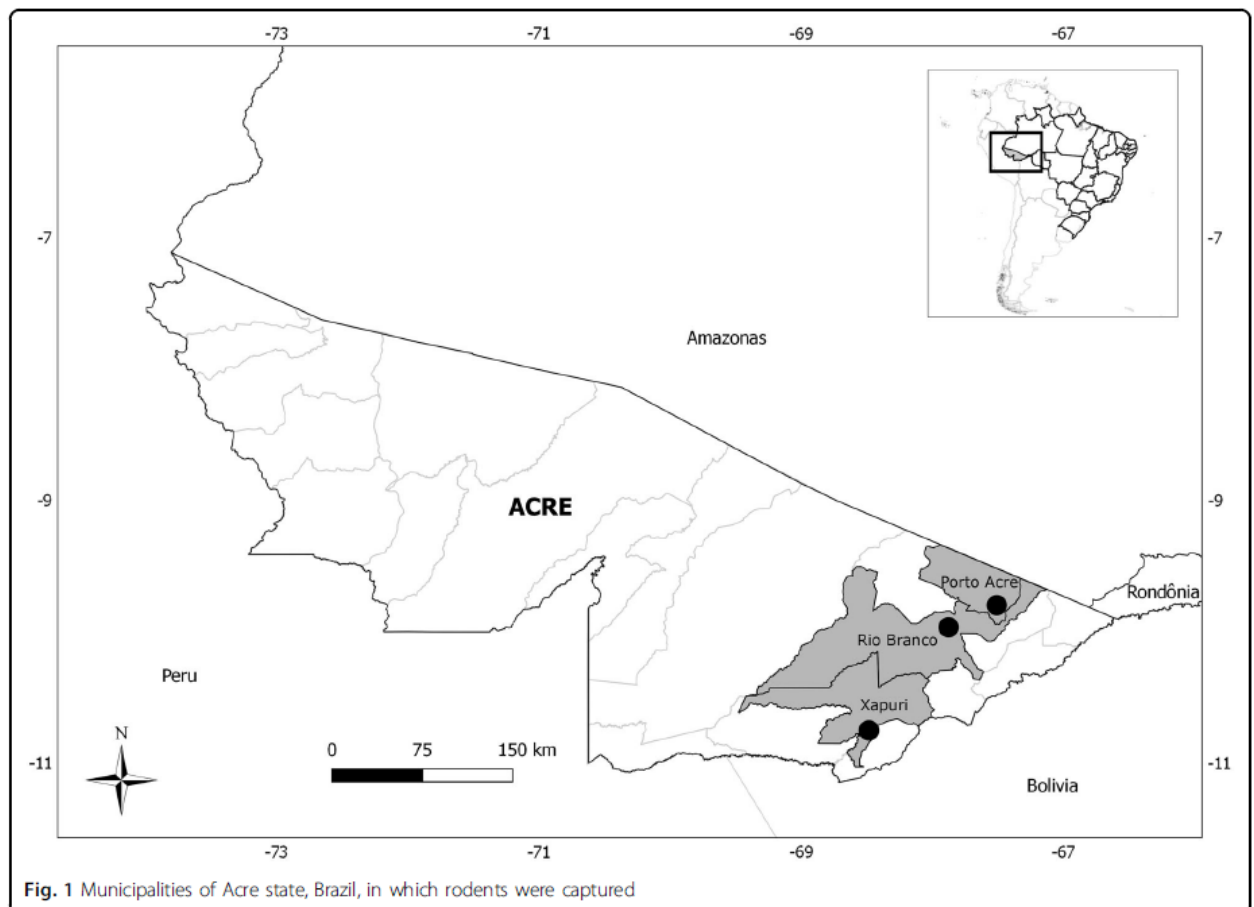 -73 -71 -69 -67
-7 -7
Amazonas
-9 -9
ACRE
Porto Acre
Rondônia
Rio Branco
Peru
Xapuri
N
0 75 150 km
-11 -11
Bolivia
-73 -71 -69 -67
Fig. 1 Municipalities of Acre state, Brazil, in which rodents were captured